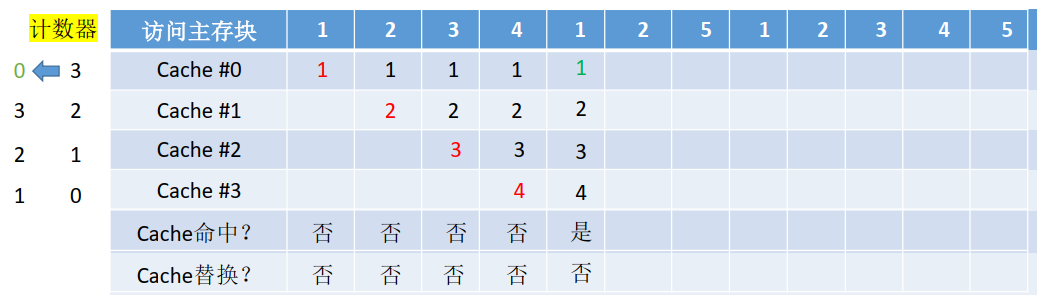 计数器
访问主存块 1 2 3 4 1 2 5 1 2 3 4 5
0 3 Cache #0 1 1 1 1 1
3 2 Cache #1 2 2 2 2
2 1 Cache #2 3 3 3
1 0 Cache #3 4 4
Cache命中? 否 否 否 否 是
Cache替换? 否 否 否 否 否